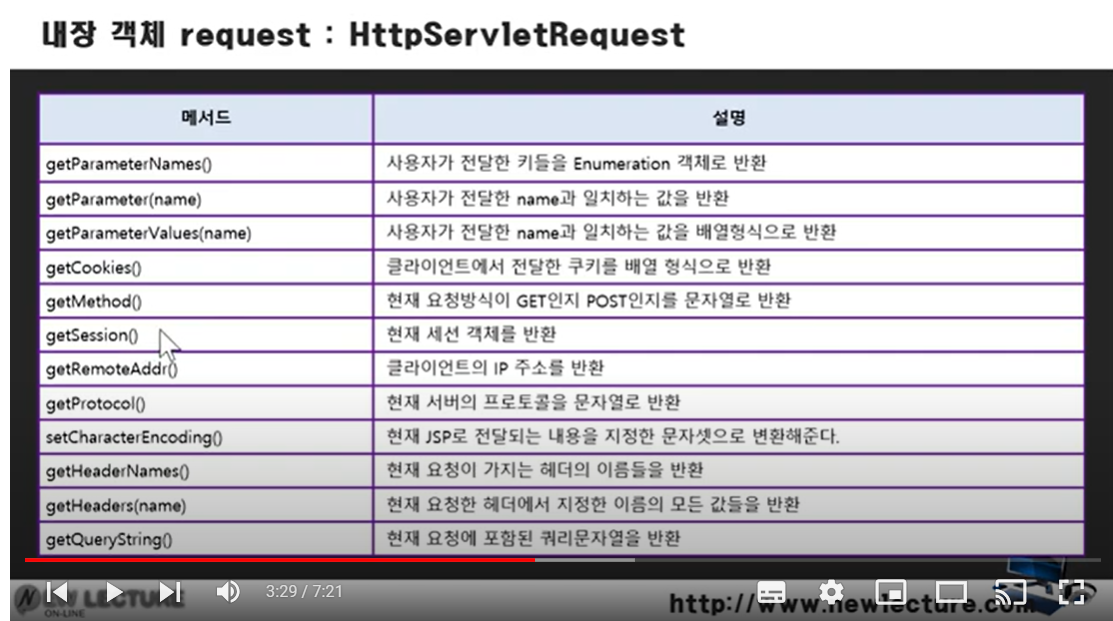 내장 객체 request : HttpServletRequest
메서드 설명
getParameterNames() 사용자가 전달한 키들을 Enumeration 객체로 반환
getParameter(name) 사용자가 전달한 name과 일치하는 값을 반환
getParameterValues(name) 사용자가 전달한 name과 일치하는 값을 배열형식으로 반환
getCookies() 클라이언트에서 전달한 쿠키를 배열 형식으로 반환
getMethod() 현재 요청방식이 GET인지 POST인지를 문자열로 반환
getSession() 현재 세선 객체를 반환
getRemoteAddr() 클라이언트의 IP 주소를 반환
getProtocol() 현재 서버의 프로토콜을 문자열로 반환
setCharacterEncoding() 현재 JSP로 전달되는 내용을 지정한 문자셋으로 변환해준다.
getHeaderNames() 현재 요청이 가지는 헤더의 이름들을 반환
getHeaders(name) 현재 요청한 헤더에서 지정한 이름의 모든 값들을 반환
getQueryString() 현재 요청에 포함된 쿼리문자열을 반환
NEW LECTURE
ON-LINE
3:29 / 7:21
http://www.newlecture.com